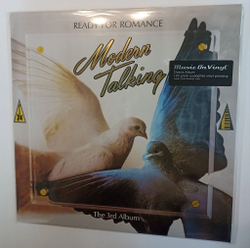 READY FOR ROMANCE
Modern
Talking
Music On Vinyl
The 3rd Album